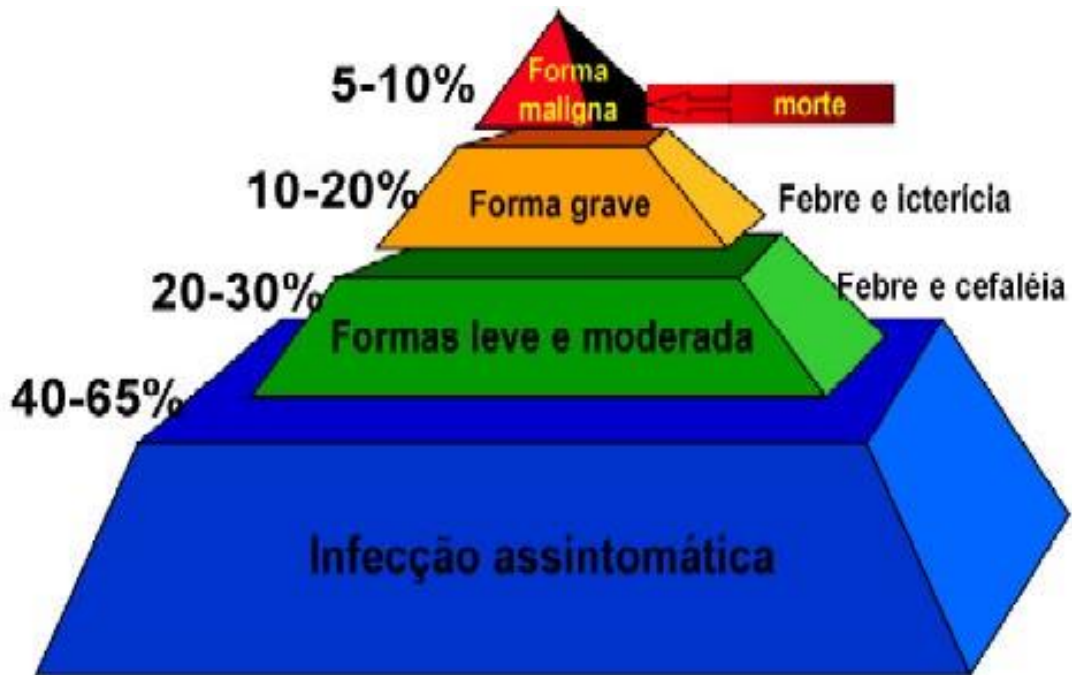 5-10%
Forma
maligna
morte
10-20%
Forma grave
Febre e icterícia
20-30%
Febre e cefaléia
Formas leve e moderada
40-65%
Infecção assintomática